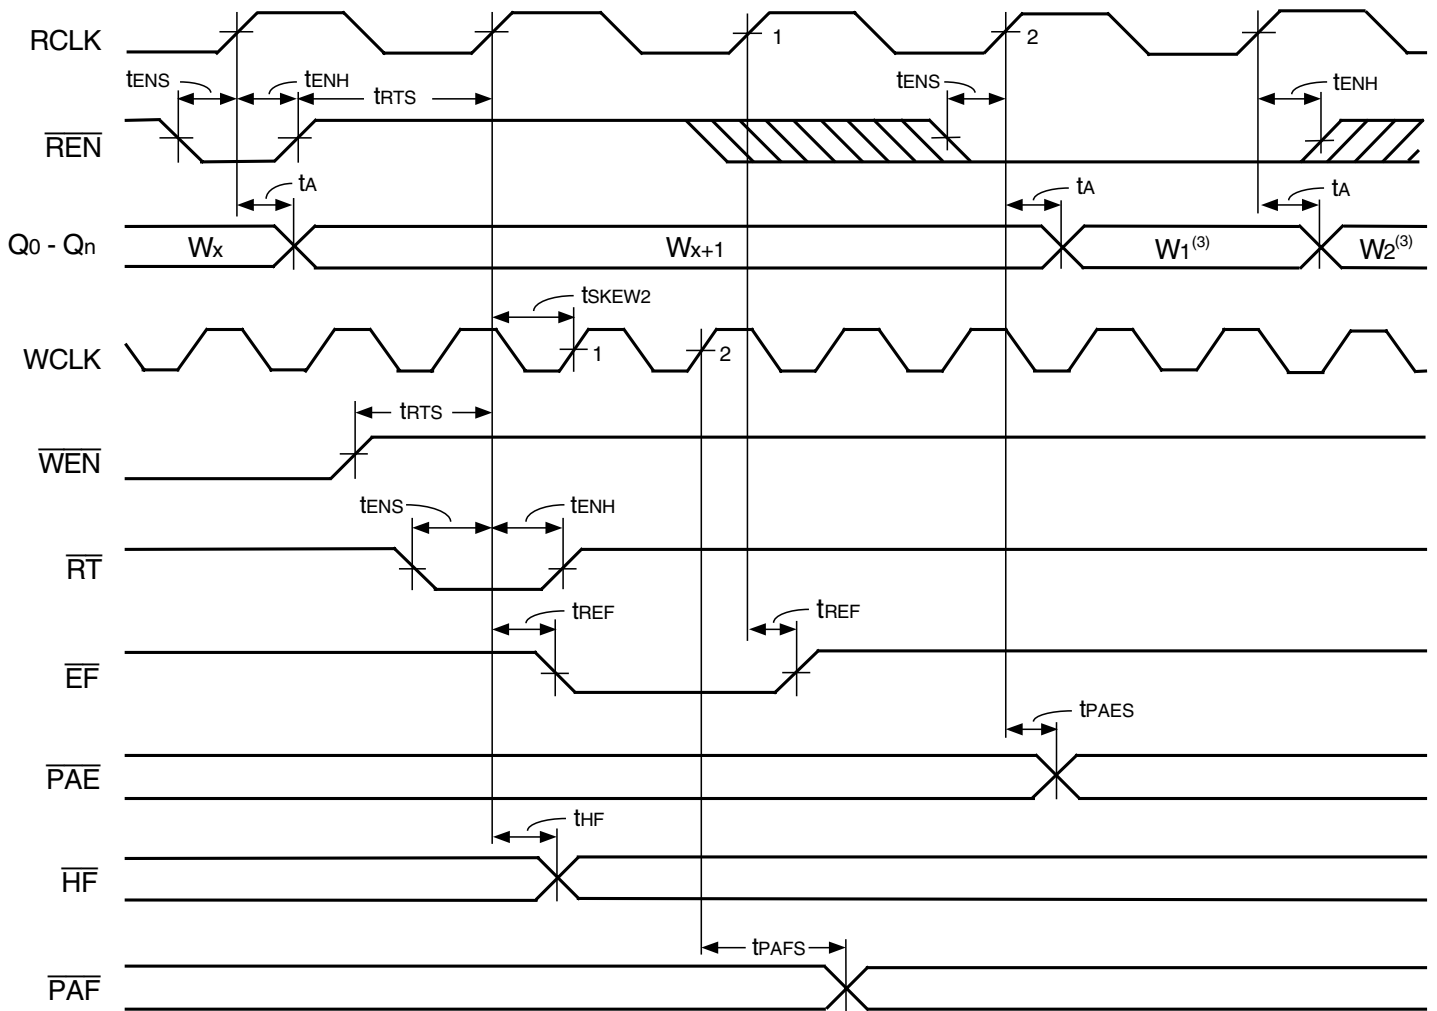 RCLK 1 2
tENS tENH tRTS tENS tENH
REN
tA tA tA
Q0 - Qn Wx Wx+1 W1(3) W2(3)
tSKEW2
WCLK 1 2
tRTS
WEN
tENS tENH
RT
tREF tREF
EF
tPAES
PAE
tHF
HF
tPAFS
PAF